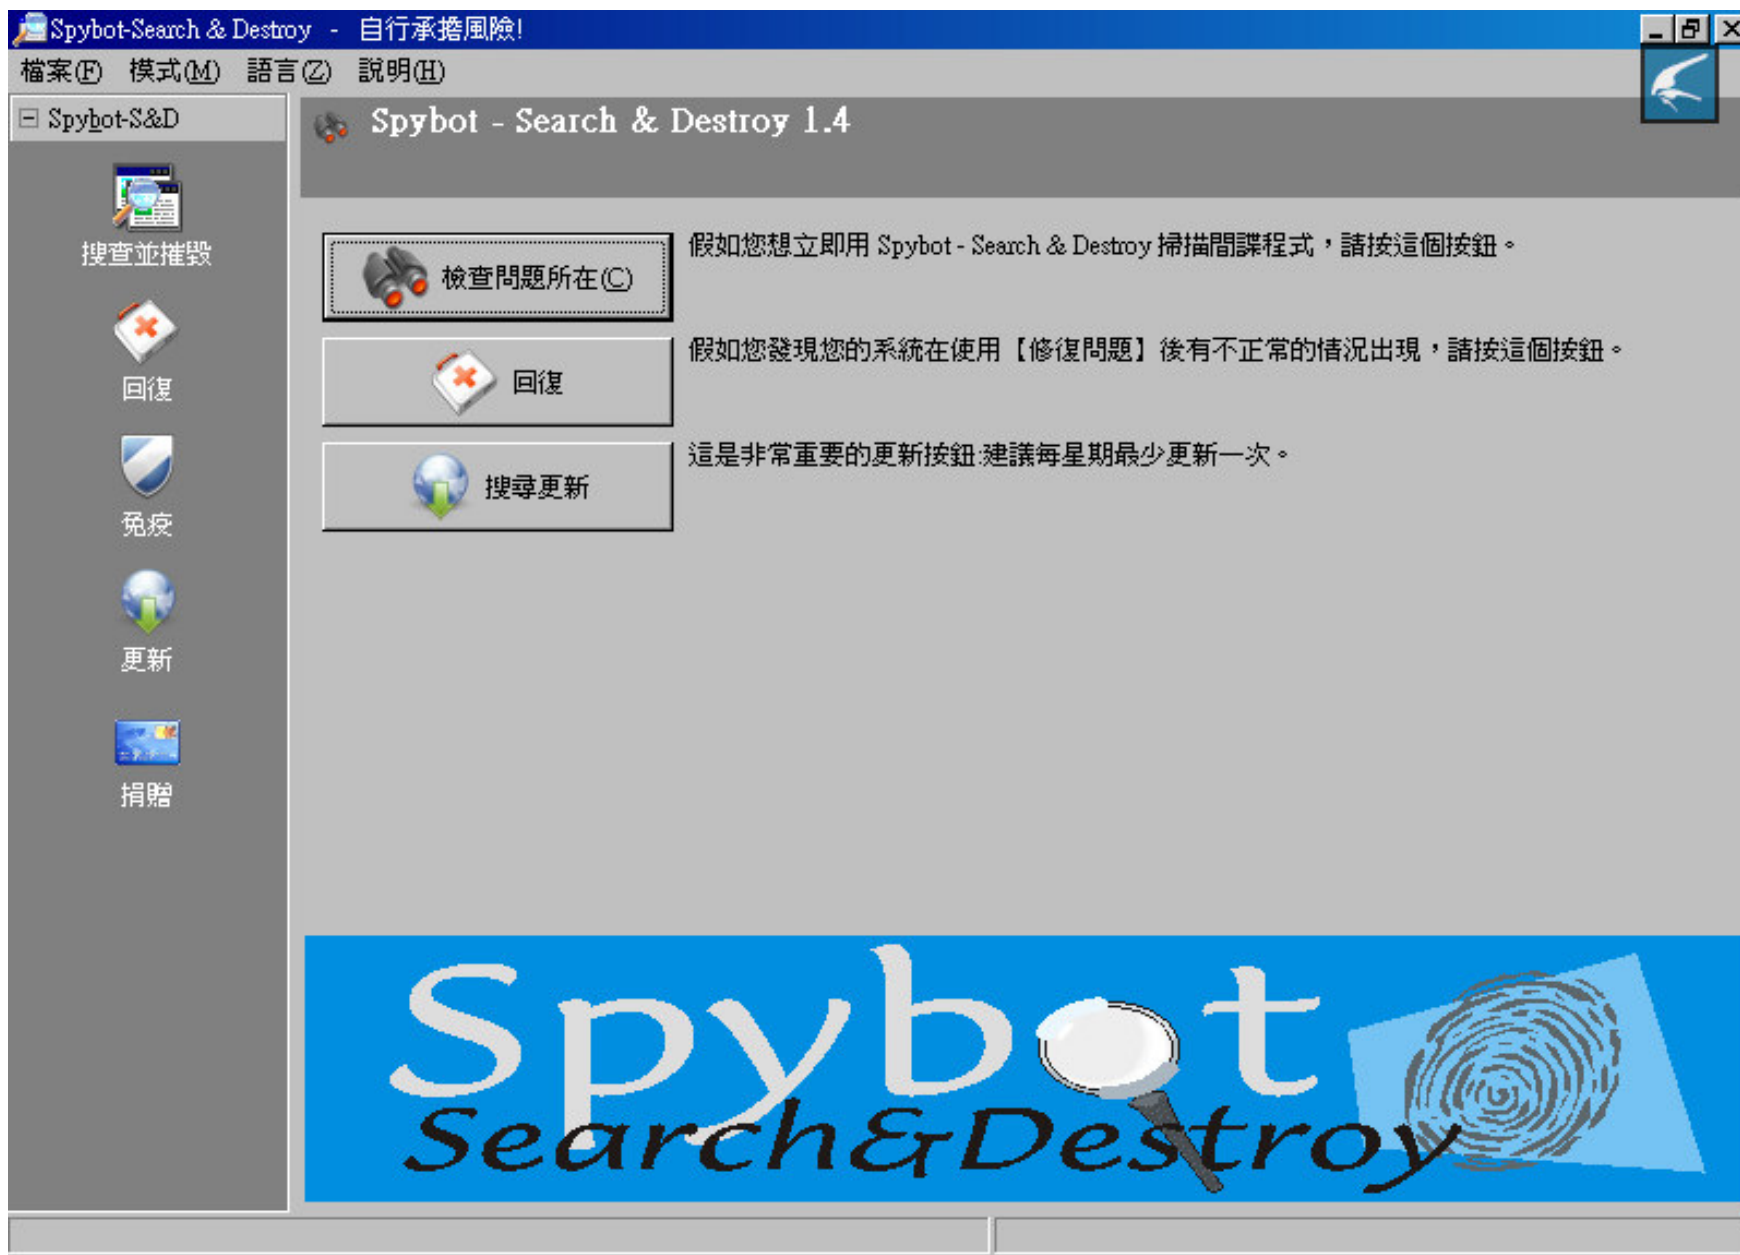 Spybot-Search & Destroy - 自行承擔風險!
檔案(F) 模式(M) 語言(Z) 說明(H)
Spybot-S&D
搜查並摧毀
回復
免疫
更新
捐贈
Spybot - Search & Destroy 1.4
檢查問題所在(C)
假如您想立即用 Spybot - Search & Destroy 掃描間諜程式，請按這個按鈕。
回復
假如您發現您的系統在使用【修復問題】後有不正常的情況出現，請按這個按鈕。
搜尋更新
這是非常重要的更新按鈕:建議每星期最少更新一次。
Spybot
Search&Destroy